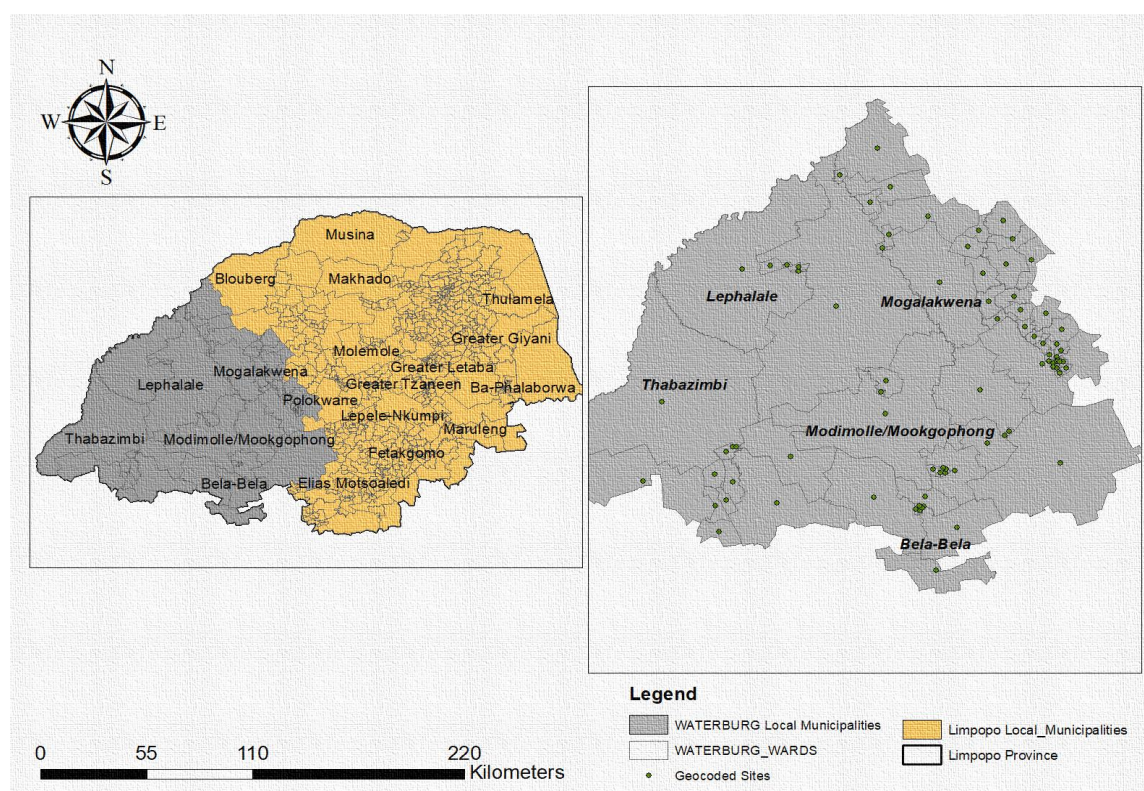 N
W
E
S
Musina
Blouberg
Makhado
Thulamela
Greater Giyani
Molemole
Mogalakwena
Greater Letaba
Lephalale
Greater Tzaneen
Ba-Phalaborwa
Polokwane
Lepele-Nkumpi
Maruleng
Thabazimbi
Modimolle/Mookgophong
Fetakgomo
Bela-Bela
Elias Motsoaledi
Lephalale
Mogalakwena
Thabazimbi
Modimolle/Mookgophong
Bela-Bela
Legend
WATERBURG Local Municipalities
WATERBURG_WARDS
Geocoded Sites
Limpopo Local_Municipalities
Limpopo Province
0 55 110 220
Kilometers